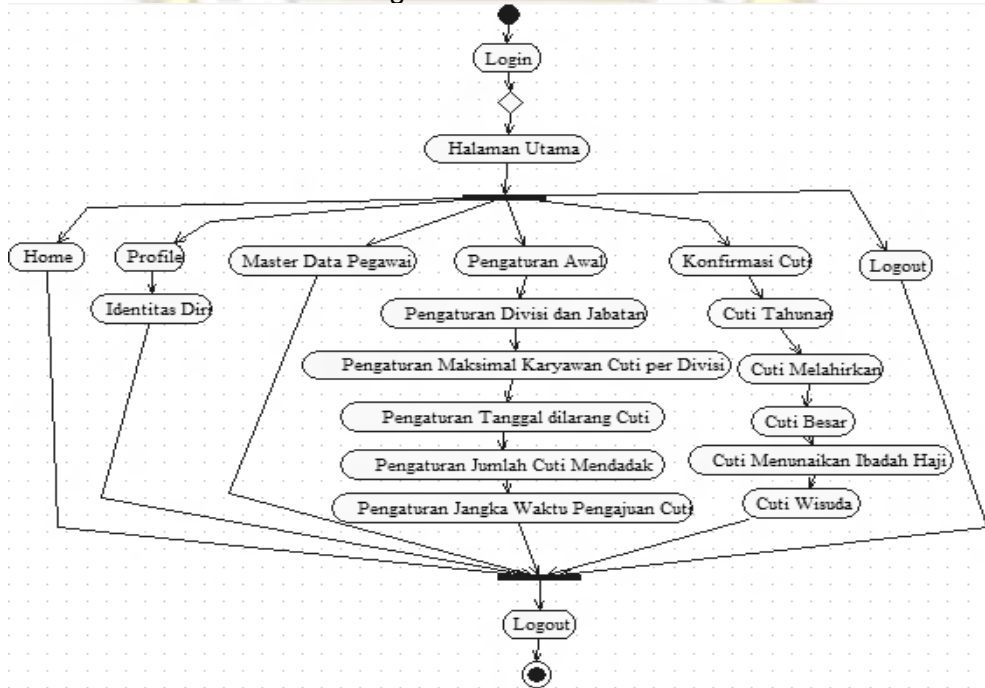 Login
Halaman Utama
Home
Profile
Master Data Pegawai
Pengaturan Awal
Konfirmasi Cuti
Logout
Identitas Diri
Pengaturan Divisi dan Jabatan
Cuti Tahunan
Pengaturan Maksimal Karyawan Cuti per Divisi
Cuti Melahirkan
Pengaturan Tanggal dilarang Cuti
Cuti Besar
Pengaturan Jumlah Cuti Mendadak
Cuti Menunaikan Ibadah Haji
Pengaturan Jangka Waktu Pengajuan Cuti
Cuti Wisuda
Logout